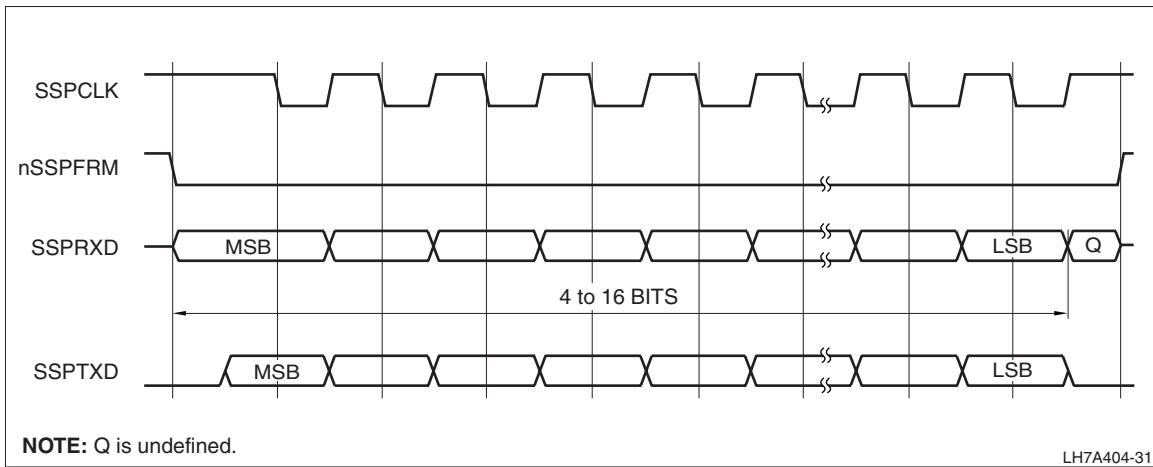 SSPCLK
nSSPFRM
SSPRXD
MSB
LSB
Q
4 to 16 BITS
SSPTXD
MSB
LSB
NOTE: Q is undefined.
LH7A404-31